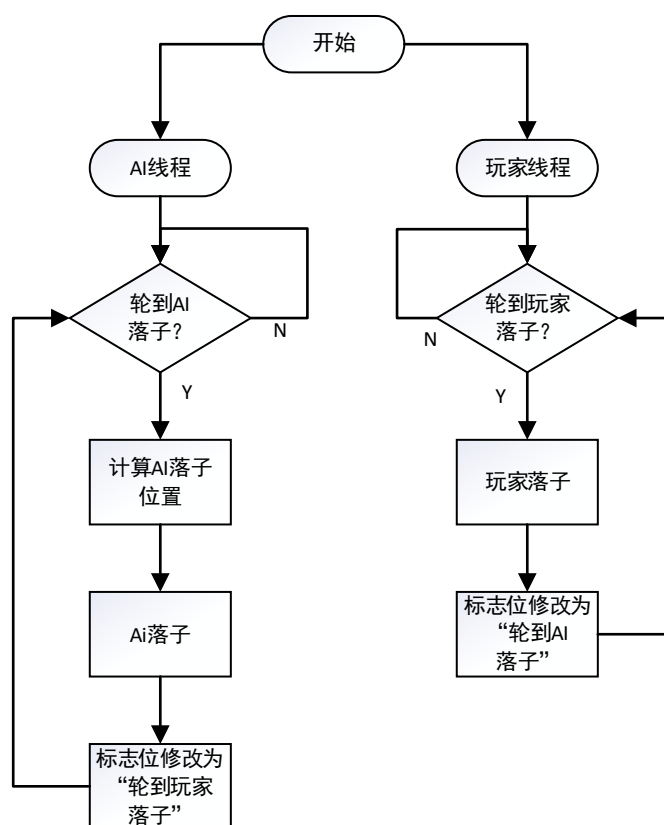 开始
AI线程
玩家线程
轮到AI
落子?
N
Y
轮到玩家
落子?
N
Y
计算AI落子
位置
玩家落子
Ai落子
标志位修改为
“轮到AI
落子”
标志位修改为
“轮到玩家
落子”